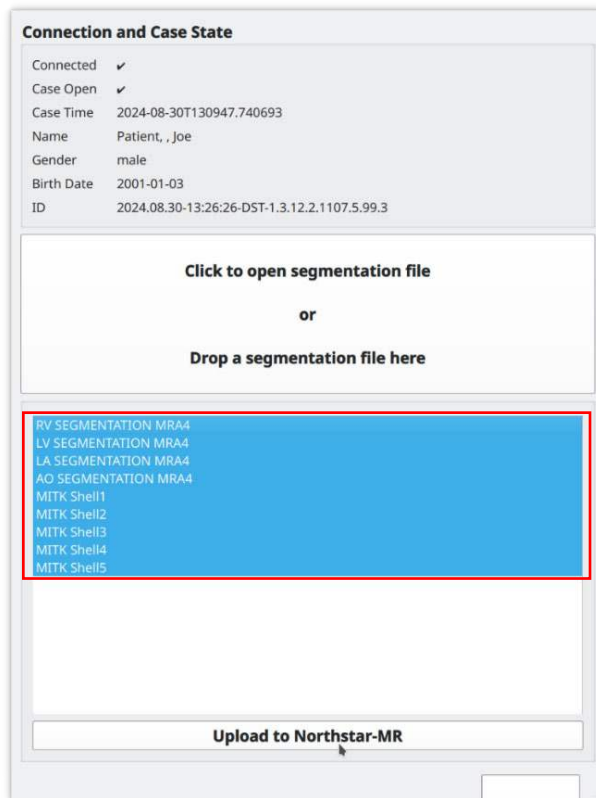 Connection and Case State
Connected ✔
Case Open ✔
Case Time 2024-08-30T130947.740693
Name Patient, , Joe
Gender male
Birth Date 2001-01-03
ID 2024.08.30-13:26:26-DST-1.3.12.2.1107.5.99.3
Click to open segmentation file
or
Drop a segmentation file here
RV SEGMENTATION MRA4
LV SEGMENTATION MRA4
LA SEGMENTATION MRA4
AO SEGMENTATION MRA4
MITK Shell1
MITK Shell2
MITK Shell3
MITK Shell4
MITK Shell5
Upload to Northstar-MR